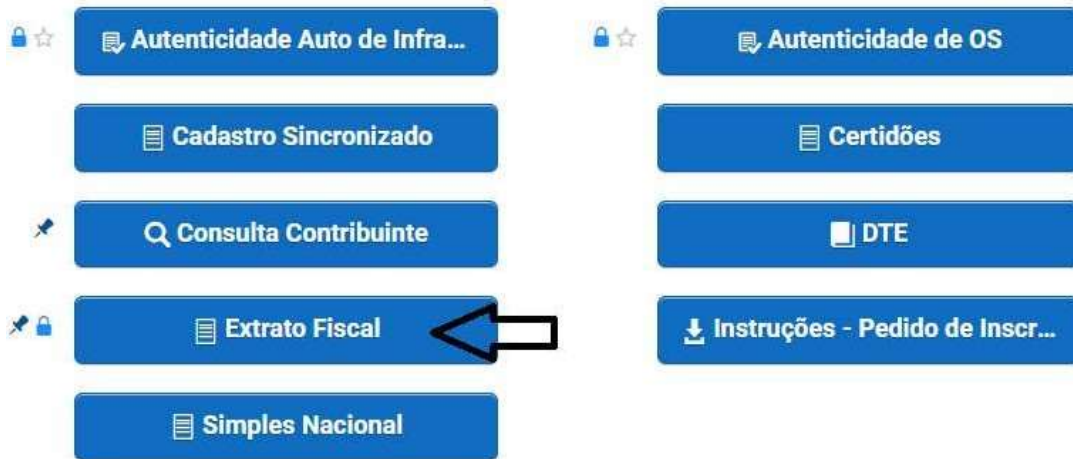 Autenticidade Auto de Infra...
Autenticidade de OS
Cadastro Sincronizado
Certidões
Consulta Contribuinte
DTE
Extrato Fiscal
Instruções - Pedido de Inscr...
Simples Nacional